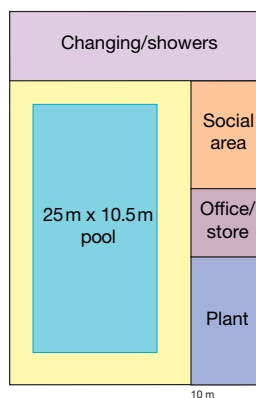 Changing/showers
Social
area
25 m x 10.5 m
pool
Office/
store
Plant
10 m